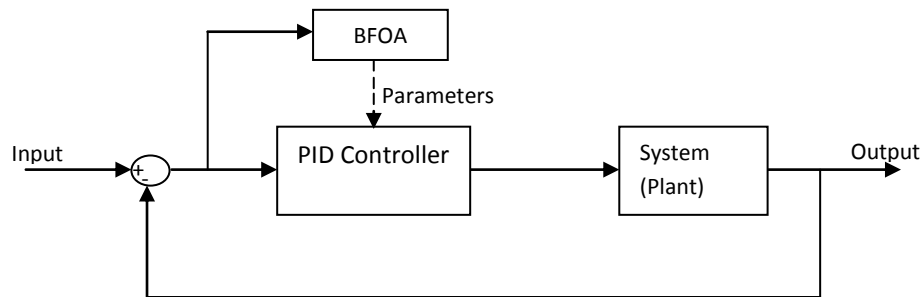 BFOA
Parameters
Input
+
-
PID Controller
System
(Plant)
Output